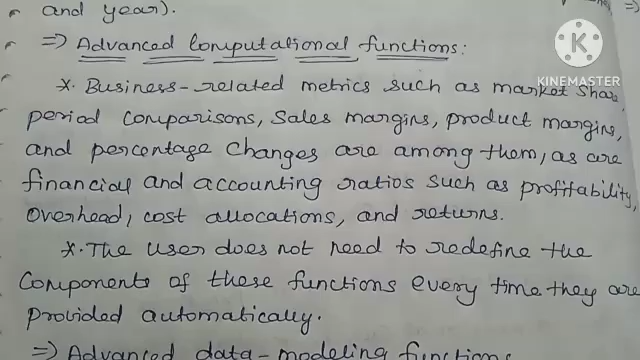 and year).
=> Advanced Computational functions:
*. Business-related metrics such as market share,
period comparisons, sales margins, product margins,
and percentage changes are among them, as are
financial and accounting ratios such as profitability,
overhead, cost allocations, and returns.
*. The user does not need to redefine the
components of these functions every time they are
provided automatically.
=> Advanced data-modeling functions
KINEMASTER